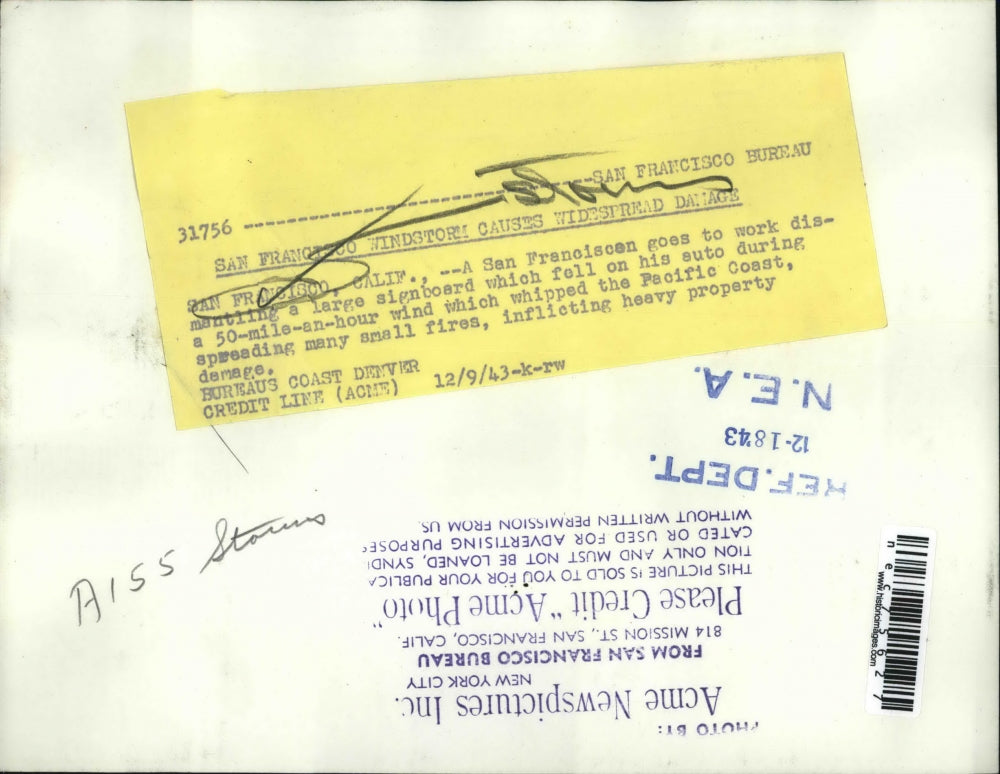 31756 --------------------------------SAN FRANCISCO BUREAU
Storms
SAN FRANCISCO WINDSTORM CAUSES WIDESPREAD DAMAGE
SAN FRANCISCO, CALIF., --A San Franciscan goes to work dis-
mantling a large signboard which fell on his auto during
a 50-mile-an-hour wind which whipped the Pacific Coast,
spreading many small fires, inflicting heavy property
damage.
BUREAUS COAST DENVER
CREDIT LINE (ACME) 12/9/43-k-rw
N.E.A.
12-1843
REF. DEPT.
A155 Storms
PHOTO BY:
Acme Newspictures Inc.
NEW YORK CITY
FROM SAN FRANCISCO BUREAU
814 MISSION ST., SAN FRANCISCO, CALIF.
Please Credit "Acme Photo"
THIS PICTURE IS SOLD TO YOU FOR YOUR PUBLICA
TION ONLY AND MUST NOT BE LOANED, SYNDI
CATED OR USED FOR ADVERTISING PURPOSES
WITHOUT WRITTEN PERMISSION FROM US.
www.historicimages.com
nec75627